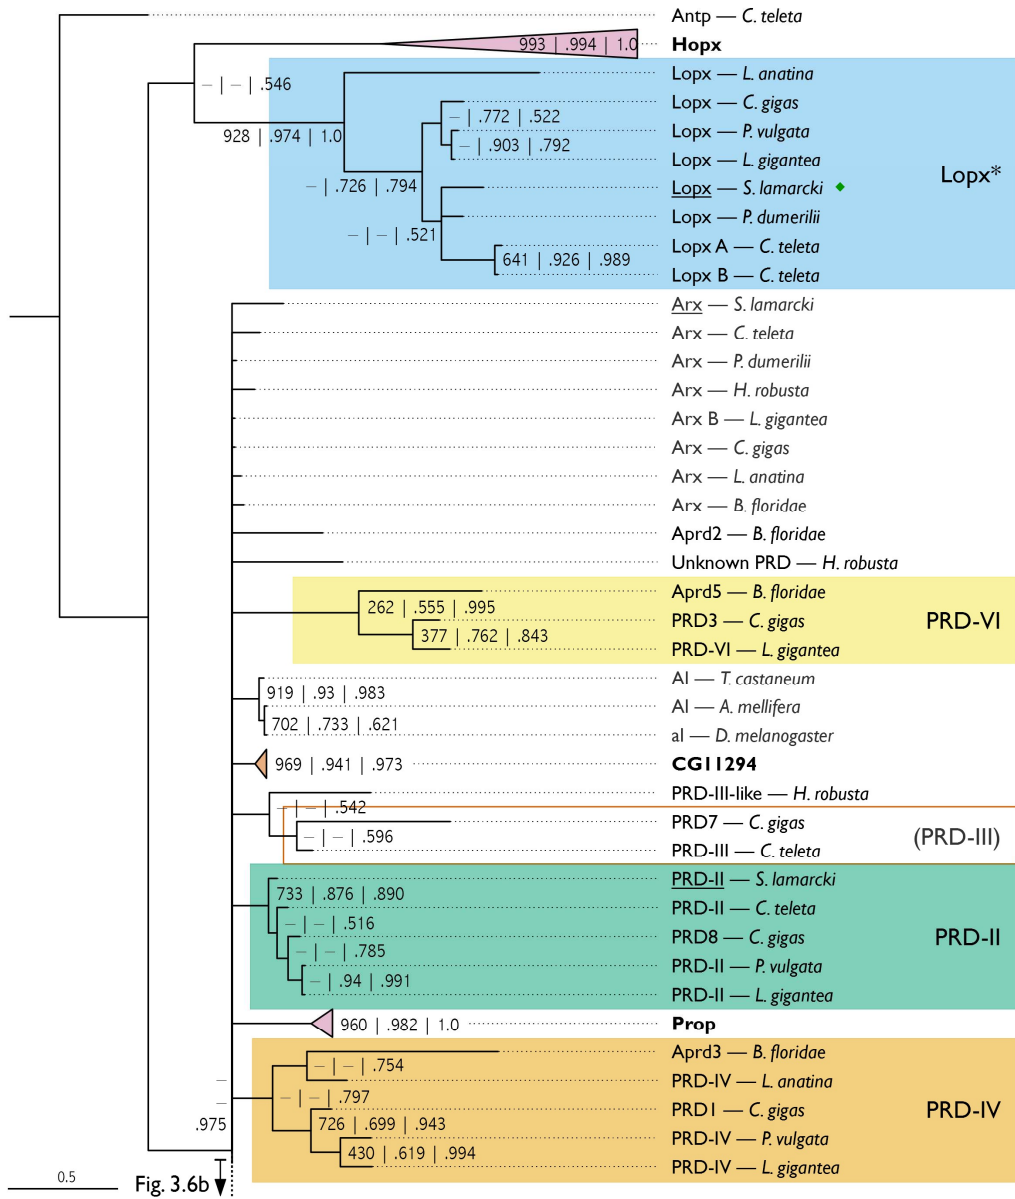 Antp — C. teleta
993 | .994 | 1.0 Hopx
– | – | .546
Lopx — L. anatina
Lopx — C. gigas
– | .772 | .522
928 | .974 | 1.0
Lopx — P. vulgata
– | .903 | .792
Lopx — L. gigantea
Lopx*
– | .726 | .794
Lopx — S. lamarcki
Lopx — P. dumerilii
– | – | .521
Lopx A — C. teleta
641 | .926 | .989
Lopx B — C. teleta
Arx — S. lamarcki
Arx — C. teleta
Arx — P. dumerilii
Arx — H. robusta
Arx B — L. gigantea
Arx — C. gigas
Arx — L. anatina
Arx — B. floridae
Aprd2 — B. floridae
Unknown PRD — H. robusta
Aprd5 — B. floridae
262 | .555 | .995
PRD3 — C. gigas
PRD-VI
377 | .762 | .843
PRD-VI — L. gigantea
Al — T. castaneum
919 | .93 | .983
Al — A. mellifera
702 | .733 | .621
al — D. melanogaster
969 | .941 | .973 CG11294
PRD-III-like — H. robusta
– | – | .542
PRD7 — C. gigas
– | – | .596
(PRD-III)
PRD-III — C. teleta
PRD-II — S. lamarcki
733 | .876 | .890
PRD-II — C. teleta
– | – | .516
PRD8 — C. gigas
PRD-II
– | – | .785
PRD-II — P. vulgata
– | .94 | .991
PRD-II — L. gigantea
960 | .982 | 1.0 Prop
Aprd3 — B. floridae
– | – | .754
PRD-IV — L. anatina
–
– | – | .797
–
PRD1 — C. gigas
PRD-IV
.975
726 | .699 | .943
PRD-IV — P. vulgata
430 | .619 | .994
PRD-IV — L. gigantea
0.5
Fig. 3.6b